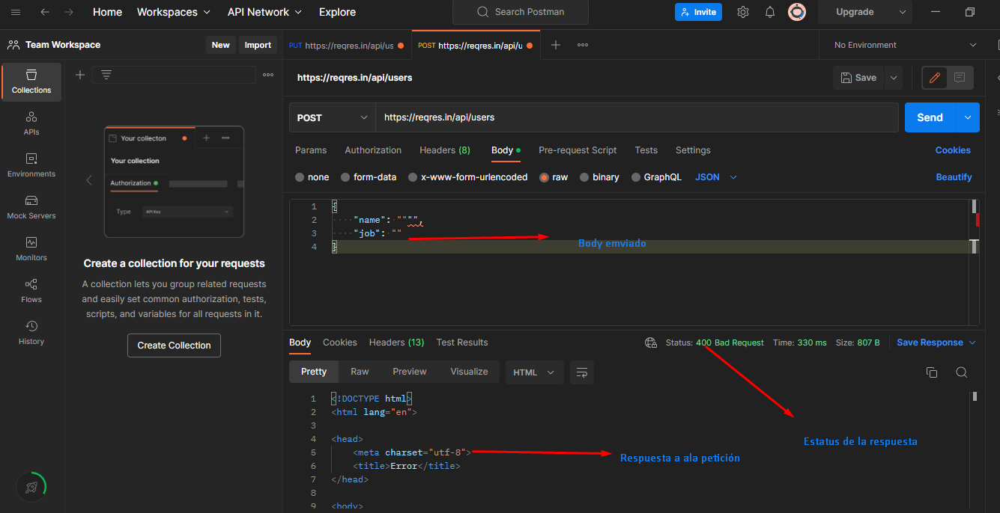 Home Workspaces API Network Explore Search Postman Invite Upgrade
Team Workspace New Import PUT https://reqres.in/api/us POST https://reqres.in/api/u No Environment
Collections
APIs
Environments
Mock Servers
Monitors
Flows
History
Your collecton
Your collection
Authorization
Type API Key
Create a collection for your requests
A collection lets you group related requests
and easily set common authorization, tests,
scripts, and variables for all requests in it.
Create Collection
https://reqres.in/api/users Save
POST https://reqres.in/api/users Send
Params Authorization Headers (8) Body Pre-request Script Tests Settings Cookies
none form-data x-www-form-urlencoded raw binary GraphQL JSON Beautify
1 {
2 "name": """",
3 "job": ""
4 }
Body emviado
Body Cookies Headers (13) Test Results Status: 400 Bad Request Time: 330 ms Size: 807 B Save Response
Pretty Raw Preview Visualize HTML
1 <!DOCTYPE html>
2 <html lang="en">
3
4 <head>
5 <meta charset="utf-8">
6 <title>Error</title>
7 </head>
8
9 <body>
Estatus de la respuesta
Respuesta a ala petición